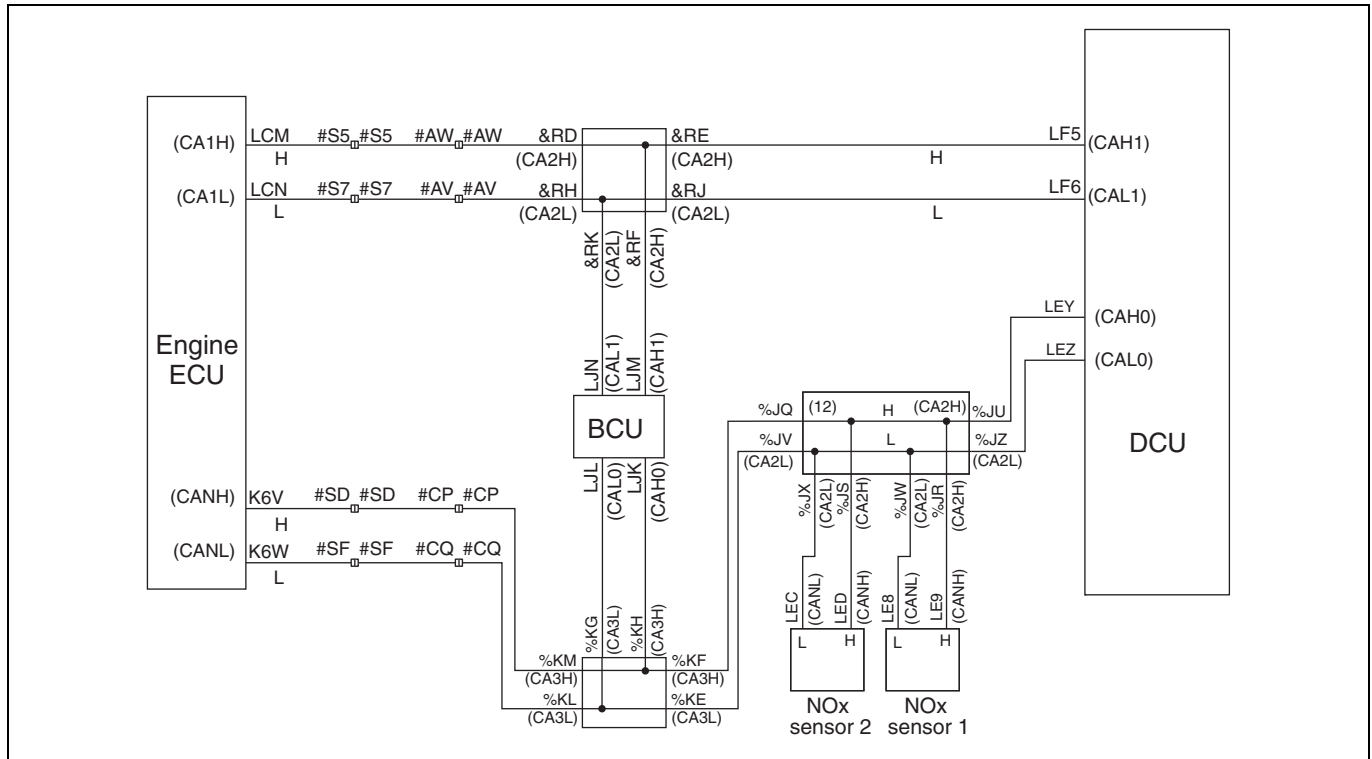 (CA1H) LCM #S5 #S5 #AW #AW &RD &RE LF5 (CAH1)
H (CA2H) (CA2H) H
(CA1L) LCN #S7 #S7 #AV #AV &RH &RJ LF6 (CAL1)
L (CA2L) (CA2L) L
&RK (CA2L) &RF (CA2H)
LEY (CAH0)
Engine
ECU
LJN (CAL1) LJM (CAH1)
LEZ (CAL0)
BCU
%JQ (12) H (CA2H) %JU
%JV L %JZ
(CA2L) (CA2L)
DCU
LJL (CAL0) LJK (CAH0)
%JX (CA2L) %JS (CA2H) %JW (CA2L) %JR (CA2H)
(CANH) K6V #SD #SD #CP #CP
H
(CANL) K6W #SF #SF #CQ #CQ
L
LEC (CANL) LED (CANH) LE8 (CANL) LE9 (CANH)
%KG (CA3L) %KH (CA3H)
L H L H
%KM %KF
(CA3H) (CA3H)
%KL %KE
(CA3L) (CA3L)
NOx
sensor 2
NOx
sensor 1